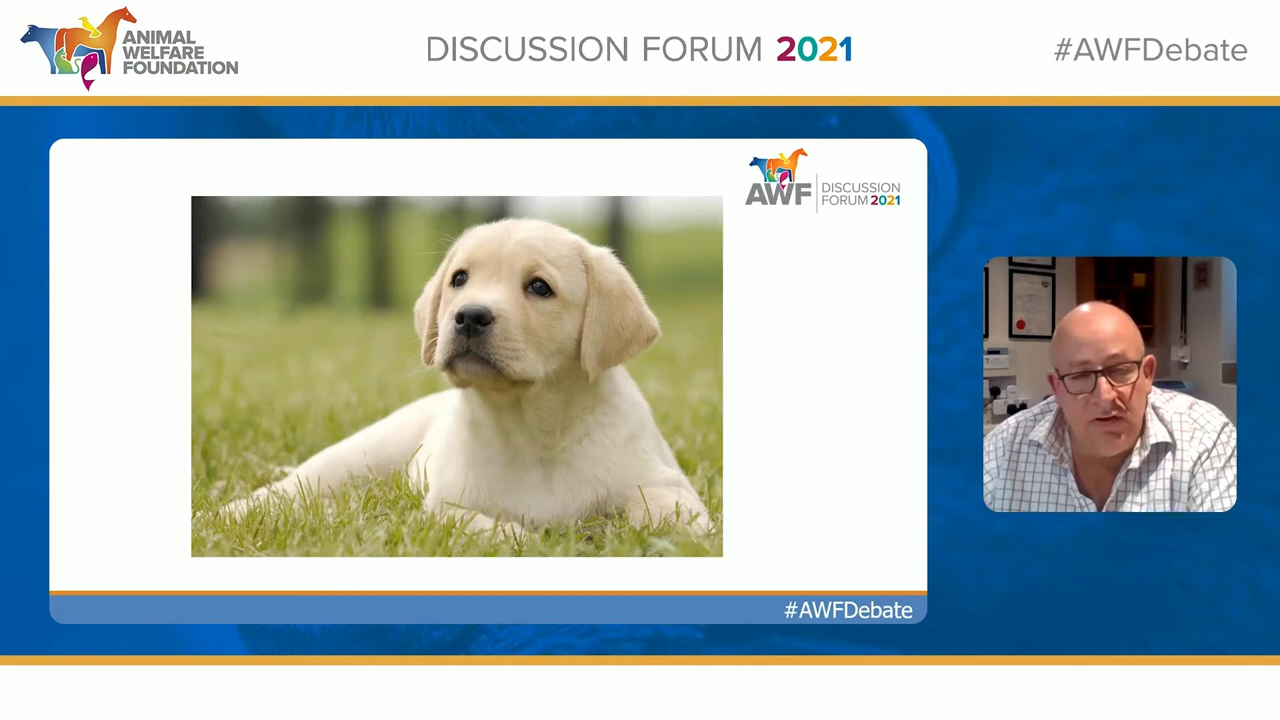 ANIMAL
WELFARE
FOUNDATION
DISCUSSION FORUM 2021
#AWFDebate
AWF
DISCUSSION
FORUM 2021
#AWFDebate